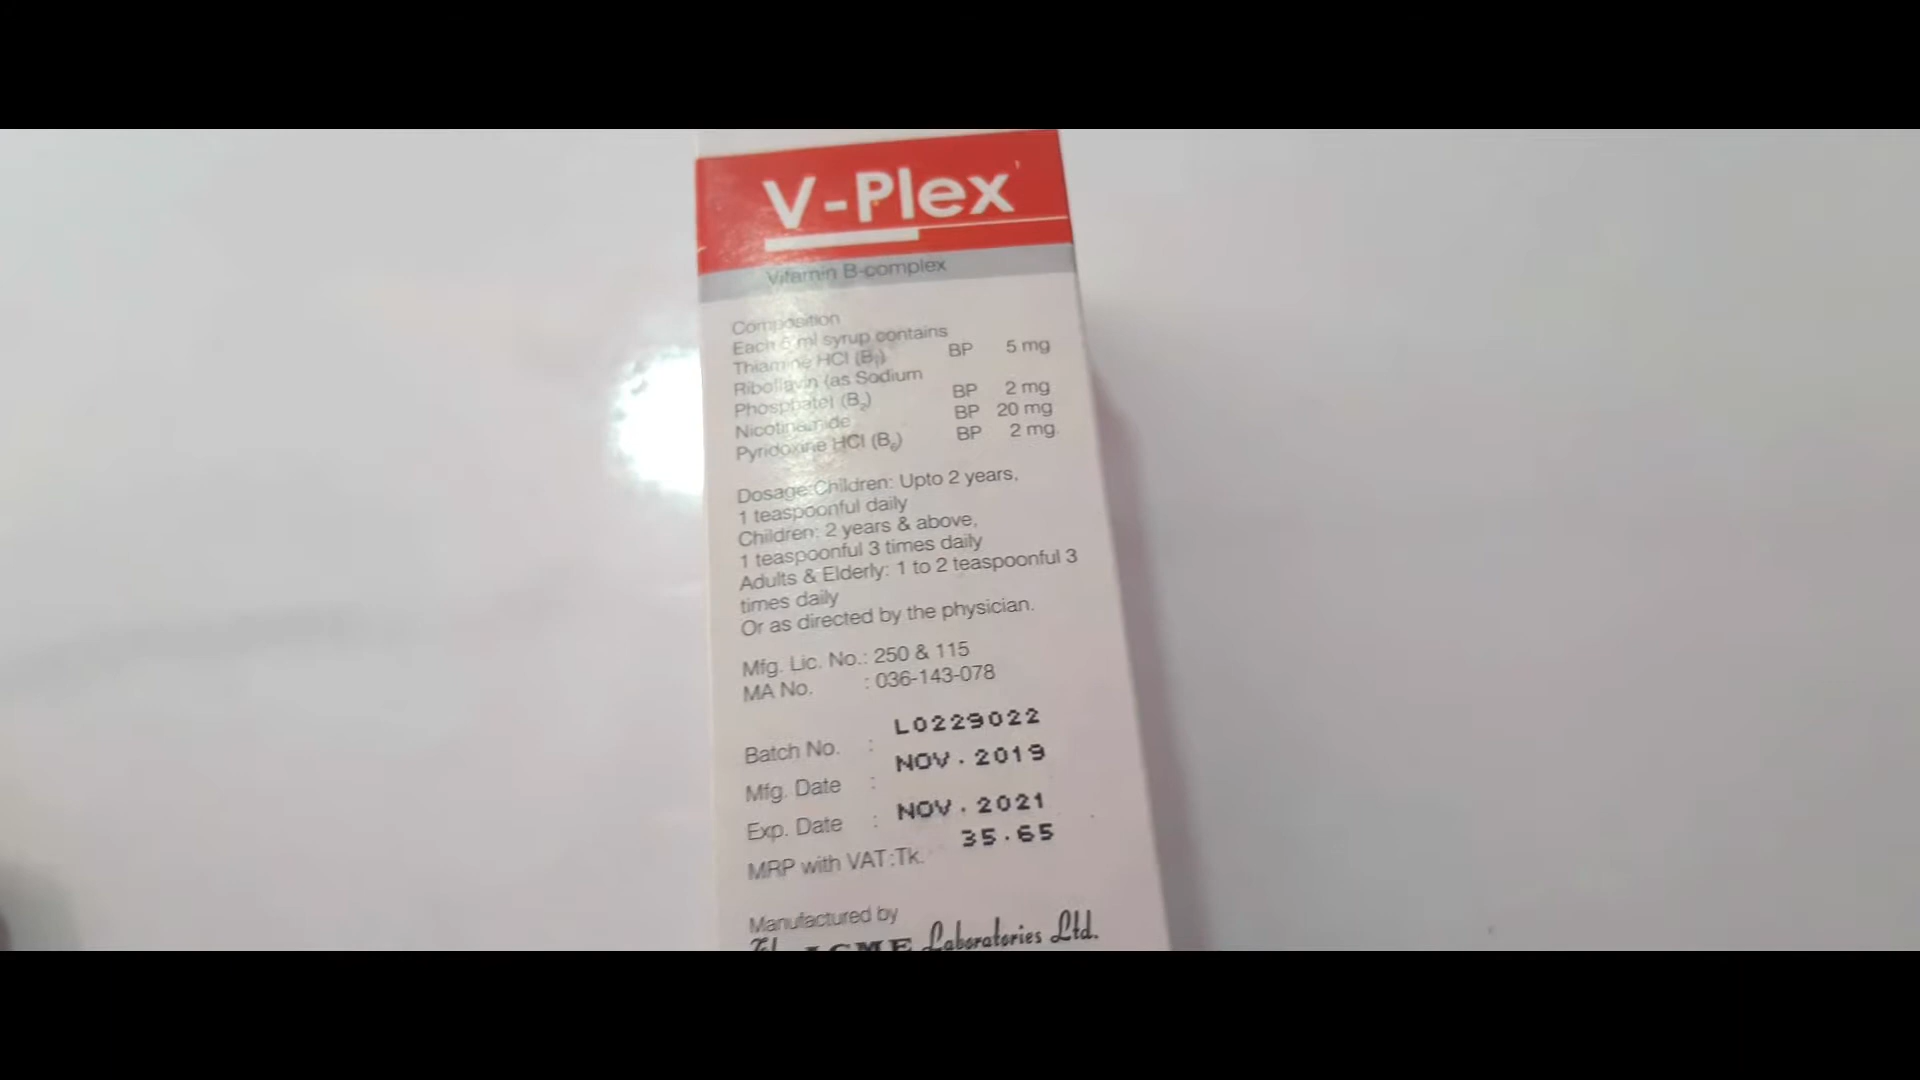 V-Plex
Vitamin B-complex
Composition
Each 5 ml syrup contains
Thiamine HCl (B₁) BP 5 mg
Riboflavin (as Sodium
Phosphate) (B₂) BP 2 mg
Nicotinamide BP 20 mg
Pyridoxine HCl (B₆) BP 2 mg.
Dosage:Children: Upto 2 years,
1 teaspoonful daily
Children: 2 years & above,
1 teaspoonful 3 times daily
Adults & Elderly: 1 to 2 teaspoonful 3
times daily
Or as directed by the physician.
Mfg. Lic. No.: 250 & 115
MA No. : 036-143-078
Batch No. : L0229022
Mfg. Date : NOV. 2019
Exp. Date : NOV. 2021
MRP with VAT:Tk. 35.65
Manufactured by
The ACME Laboratories Ltd.